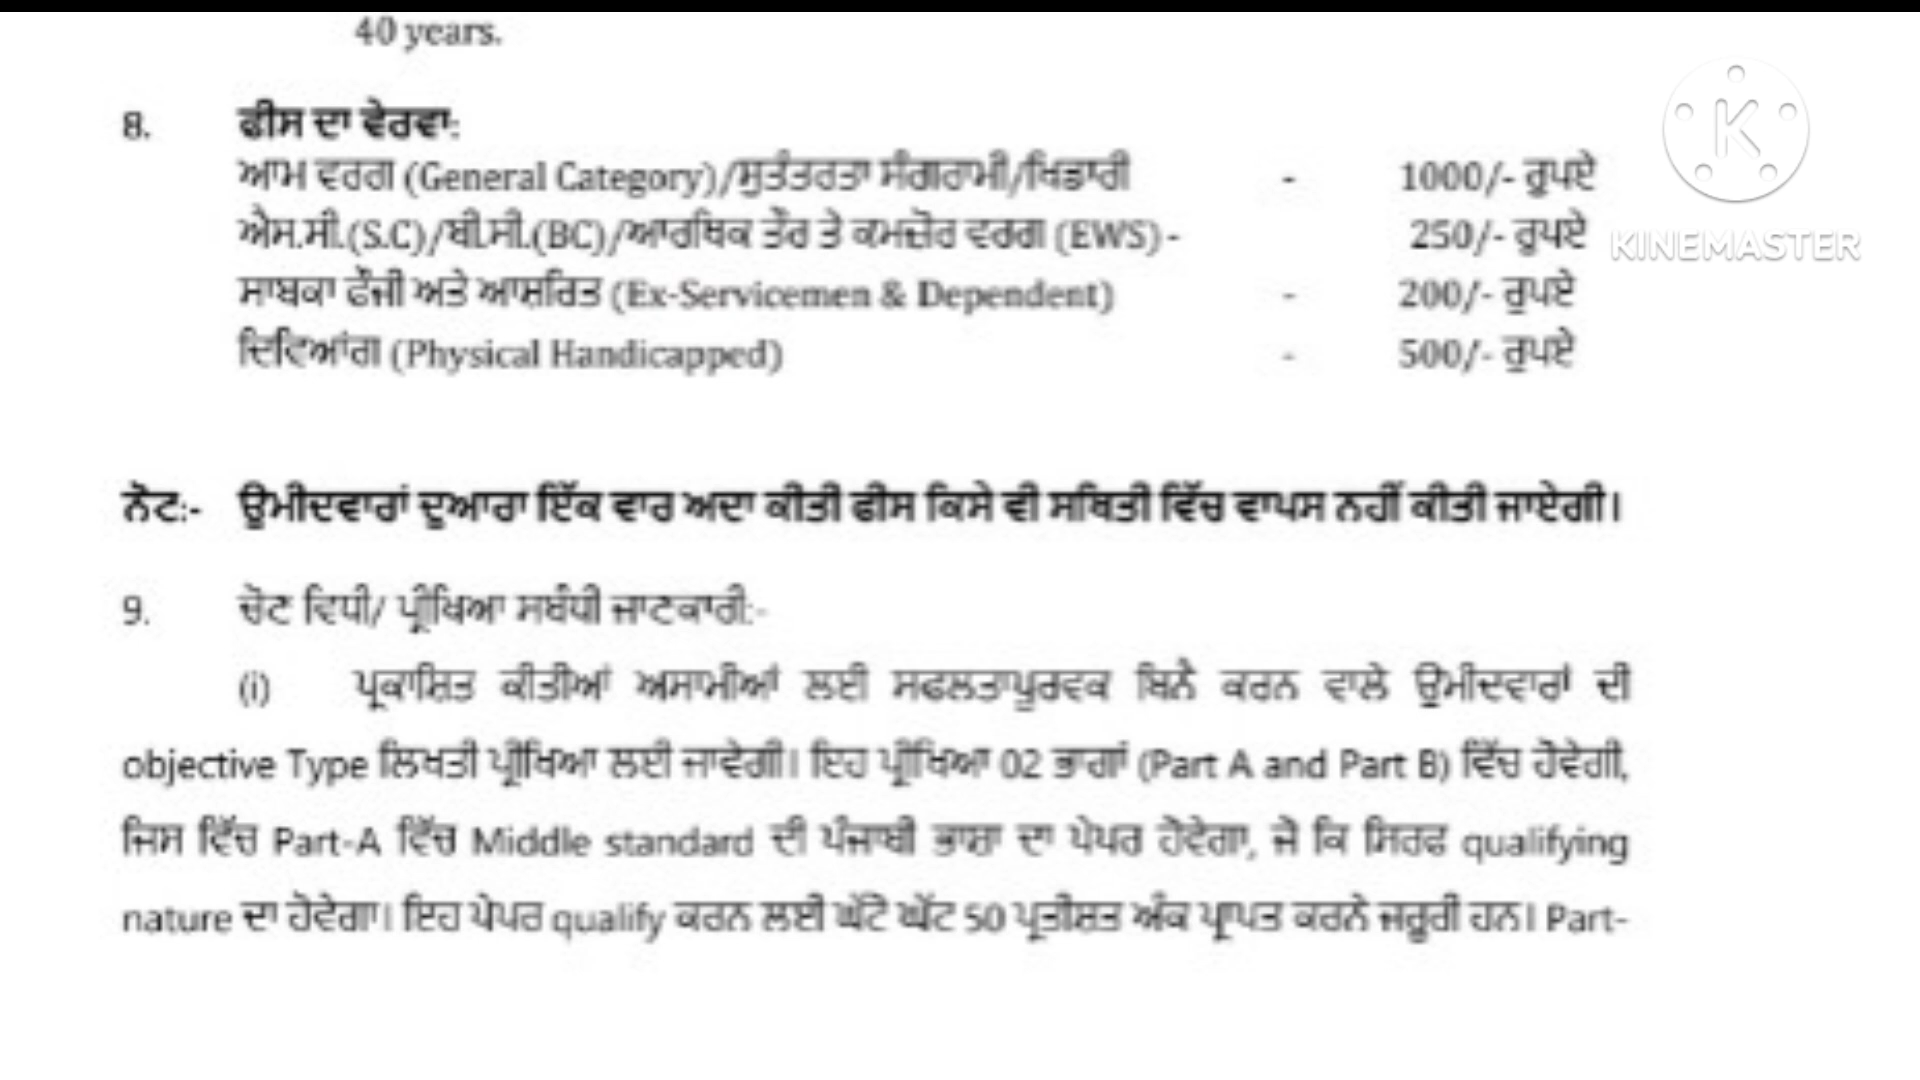 40 years.
8. ਫੀਸ ਦਾ ਵੇਰਵਾ:
ਆਮ ਵਰਗ (General Category)/ਸੁਤੰਤਰਤਾ ਸੰਗਰਾਮੀ/ਖਿਡਾਰੀ - 1000/- ਰੁਪਏ
ਐਸ.ਸੀ.(S.C)/ਬੀ.ਸੀ.(BC)/ਆਰਥਿਕ ਤੌਰ ਤੇ ਕਮਜ਼ੋਰ ਵਰਗ (EWS) - 250/- ਰੁਪਏ
ਸਾਬਕਾ ਫੌਜੀ ਅਤੇ ਆਸ਼ਰਿਤ (Ex-Servicemen & Dependent) - 200/- ਰੁਪਏ
ਦਿਵਿਆਂਗ (Physical Handicapped) - 500/- ਰੁਪਏ
KINEMASTER
ਨੋਟ:- ਉਮੀਦਵਾਰਾਂ ਦੁਆਰਾ ਇੱਕ ਵਾਰ ਅਦਾ ਕੀਤੀ ਫੀਸ ਕਿਸੇ ਵੀ ਸਥਿਤੀ ਵਿੱਚ ਵਾਪਸ ਨਹੀਂ ਕੀਤੀ ਜਾਏਗੀ।
9. ਚੋਣ ਵਿਧੀ/ ਪ੍ਰੀਖਿਆ ਸਬੰਧੀ ਜਾਣਕਾਰੀ:-
(i) ਪ੍ਰਕਾਸ਼ਿਤ ਕੀਤੀਆਂ ਅਸਾਮੀਆਂ ਲਈ ਸਫਲਤਾਪੂਰਵਕ ਬਿਨੈ ਕਰਨ ਵਾਲੇ ਉਮੀਦਵਾਰਾਂ ਦੀ
objective Type ਲਿਖਤੀ ਪ੍ਰੀਖਿਆ ਲਈ ਜਾਵੇਗੀ। ਇਹ ਪ੍ਰੀਖਿਆ 02 ਭਾਗਾਂ (Part A and Part B) ਵਿੱਚ ਹੋਵੇਗੀ,
ਜਿਸ ਵਿੱਚ Part-A ਵਿੱਚ Middle standard ਦੀ ਪੰਜਾਬੀ ਭਾਸ਼ਾ ਦਾ ਪੇਪਰ ਹੋਵੇਗਾ, ਜੋ ਕਿ ਸਿਰਫ qualifying
nature ਦਾ ਹੋਵੇਗਾ। ਇਹ ਪੇਪਰ qualify ਕਰਨ ਲਈ ਘੱਟੋ ਘੱਟ 50 ਪ੍ਰਤੀਸ਼ਤ ਅੰਕ ਪ੍ਰਾਪਤ ਕਰਨੇ ਜ਼ਰੂਰੀ ਹਨ। Part-